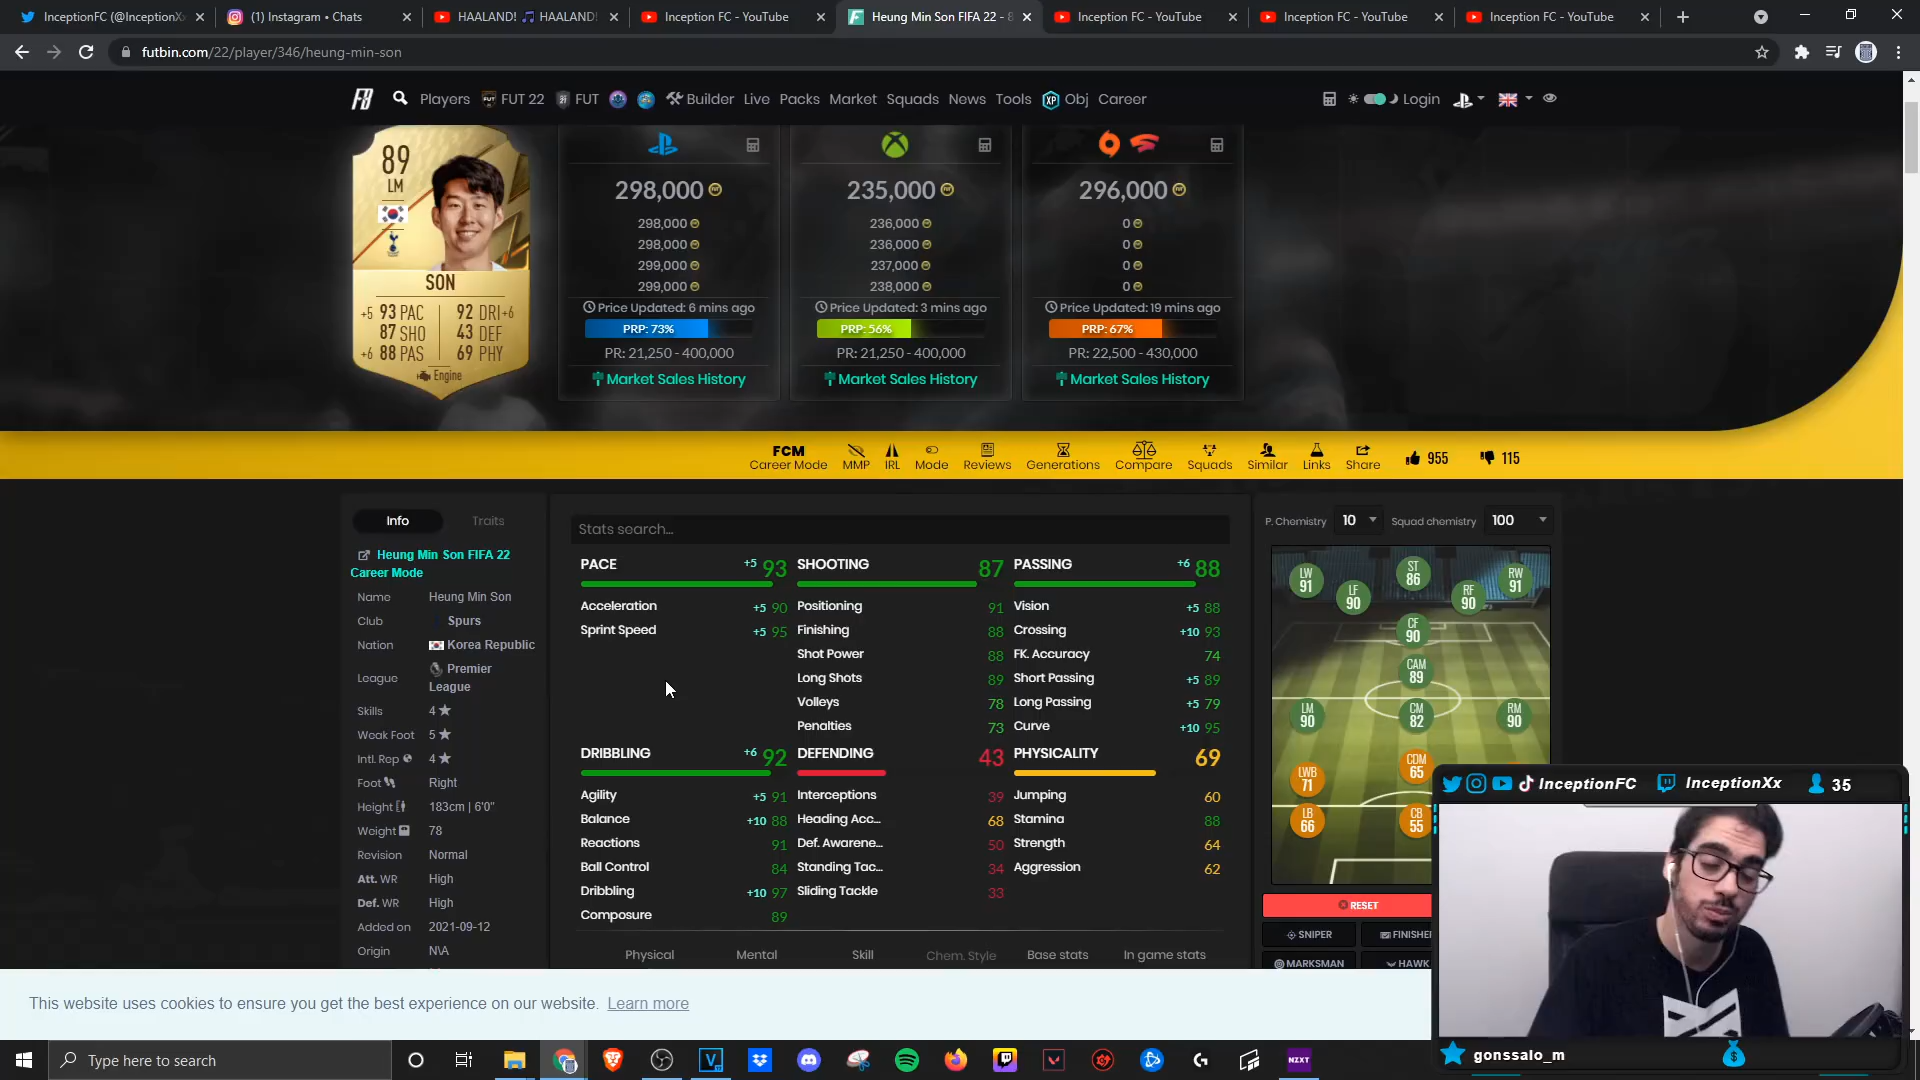 InceptionFC (@InceptionXx
(1) Instagram • Chats
HAALAND! 🎵 HAALAND!
Inception FC - YouTube
Heung Min Son FIFA 22 - 8
Inception FC - YouTube
Inception FC - YouTube
Inception FC - YouTube
futbin.com/22/player/346/heung-min-son
Players FUT 22 FUT Builder Live Packs Market Squads News Tools Obj Career Login
89
LM
SON
+5 93 PAC 92 DRI+6
87 SHO 43 DEF
+6 88 PAS 69 PHY
Engine
298,000
298,000
298,000
299,000
299,000
Price Updated: 6 mins ago
PRP: 73%
PR: 21,250 - 400,000
Market Sales History
235,000
236,000
236,000
237,000
238,000
Price Updated: 3 mins ago
PRP: 56%
PR: 21,250 - 400,000
Market Sales History
296,000
0
0
0
0
Price Updated: 19 mins ago
PRP: 67%
PR: 22,500 - 430,000
Market Sales History
FCM
Career Mode MMP IRL Mode Reviews Generations Compare Squads Similar Links Share 955 115
Info Traits
Heung Min Son FIFA 22
Career Mode
Name Heung Min Son
Club Spurs
Nation Korea Republic
League Premier
League
Skills 4★
Weak Foot 5★
Intl. Rep 4★
Foot Right
Height 183cm | 6'0"
Weight 78
Revision Normal
Att. WR High
Def. WR High
Added on 2021-09-12
Origin N\A
Stats search...
PACE +5 93
Acceleration +5 90
Sprint Speed +5 95
SHOOTING 87
Positioning 91
Finishing 88
Shot Power 88
Long Shots 89
Volleys 78
Penalties 73
PASSING +6 88
Vision +5 88
Crossing +10 93
FK. Accuracy 74
Short Passing +5 89
Long Passing +5 79
Curve +10 95
DRIBBLING +6 92
Agility +5 91
Balance +10 88
Reactions 91
Ball Control 84
Dribbling +10 97
Composure 89
DEFENDING 43
Interceptions 39
Heading Acc... 68
Def. Awarene... 50
Standing Tac... 34
Sliding Tackle 33
PHYSICALITY 69
Jumping 60
Stamina 88
Strength 64
Aggression 62
Physical Mental Skill Chem. Style Base stats In game stats
P. Chemistry 10 Squad chemistry 100
LW 91
LF 90
ST 86
RF 90
RW 91
CF 90
CAM 89
LM 90
CM 82
RM 90
LWB 71
CDM 65
LB 66
CB 55
RESET
SNIPER FINISHE
MARKSMAN HAWK
InceptionFC InceptionXx 35
gonssalo_m
This website uses cookies to ensure you get the best experience on our website. Learn more
Type here to search
NZXT